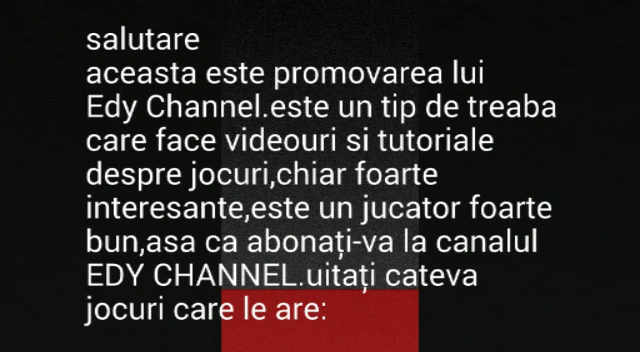 salutare
aceasta este promovarea lui
Edy Channel.este un tip de treaba
care face videouri si tutoriale
despre jocuri,chiar foarte
interesante,este un jucator foarte
bun,asa ca abonați-va la canalul
EDY CHANNEL.uitați cateva
jocuri care le are: